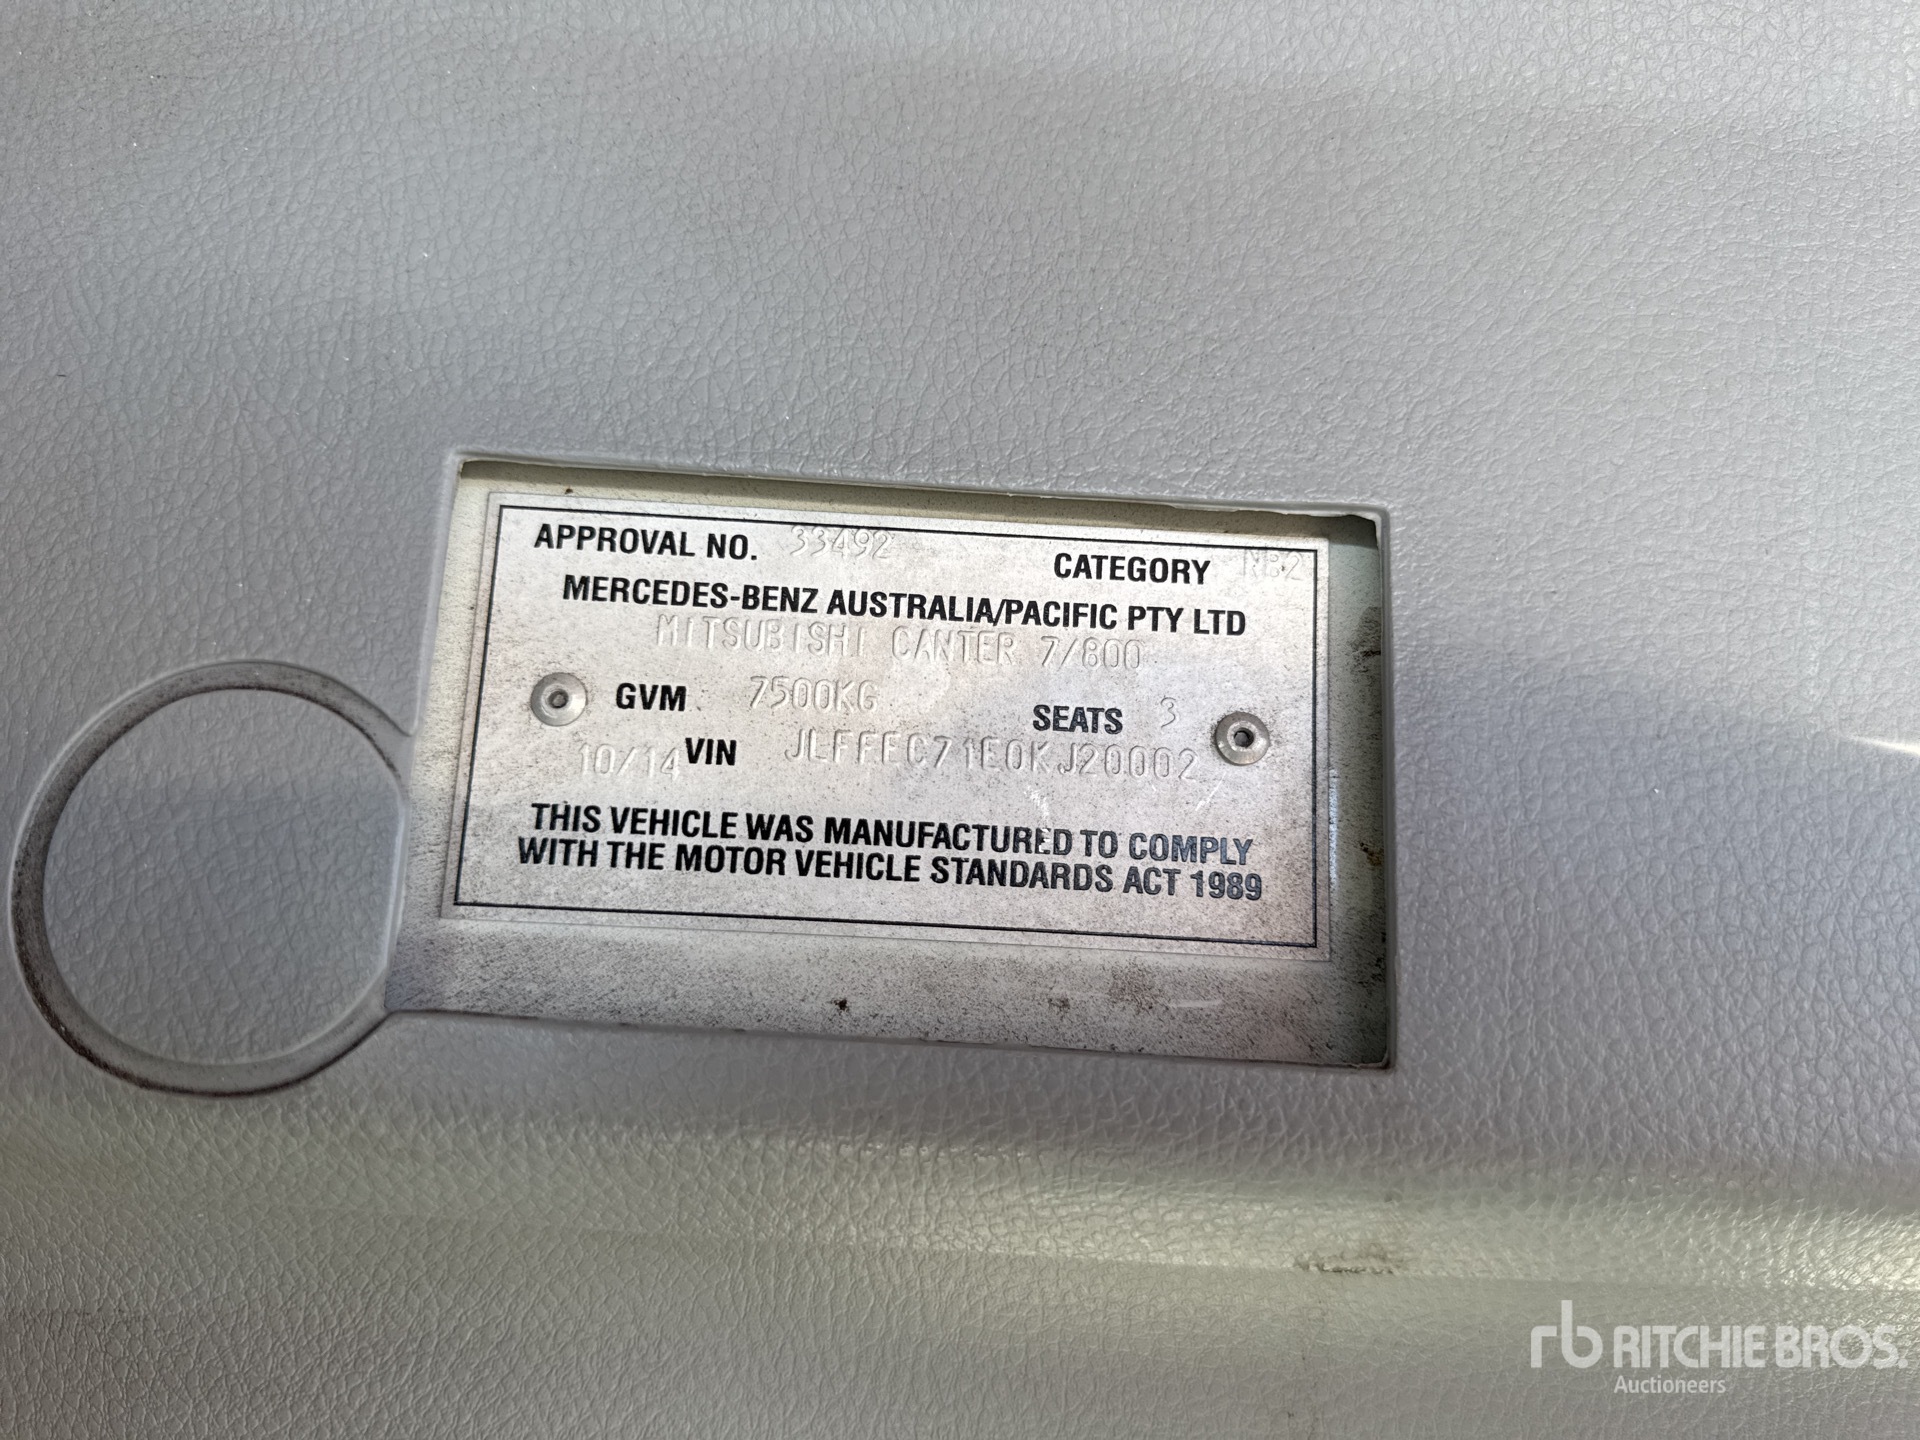 APPROVAL NO. 33492 CATEGORY NB2
MERCEDES-BENZ AUSTRALIA/PACIFIC PTY LTD
MITSUBISHI CANTER 7/800
GVM 7500KG SEATS 3
10/14 VIN JLFFEC71E0KJ20002
THIS VEHICLE WAS MANUFACTURED TO COMPLY
WITH THE MOTOR VEHICLE STANDARDS ACT 1989
rb RITCHIE BROS.
Auctioneers